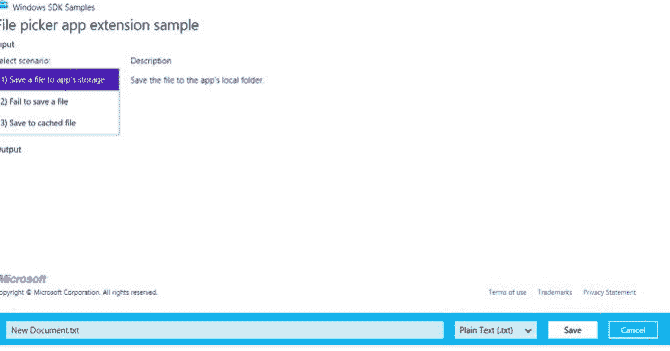 Windows SDK Samples
File picker app extension sample
nput
elect scenario:
Description
1) Save a file to app's storage
Save the file to the app's local folder.
2) Fail to save a file
3) Save to cached file
Output
Microsoft
opyright © Microsoft Corporation. All rights reserved.
Terms of use
Trademarks
Privacy Statement
New Document.txt
Plain Text (.txt)
Save
Cancel